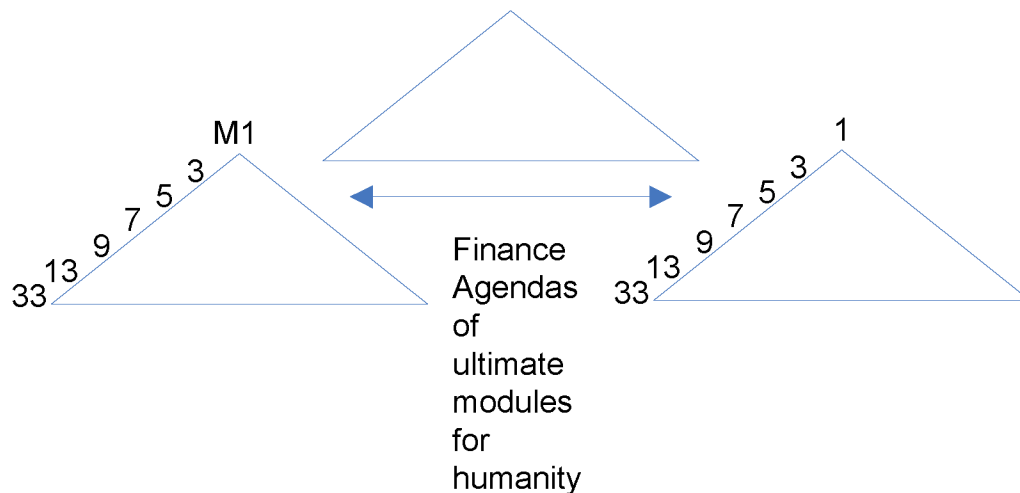 M1
3
5
7
9
13
33
1
3
5
7
9
13
33
Finance
Agendas
of
ultimate
modules
for
humanity